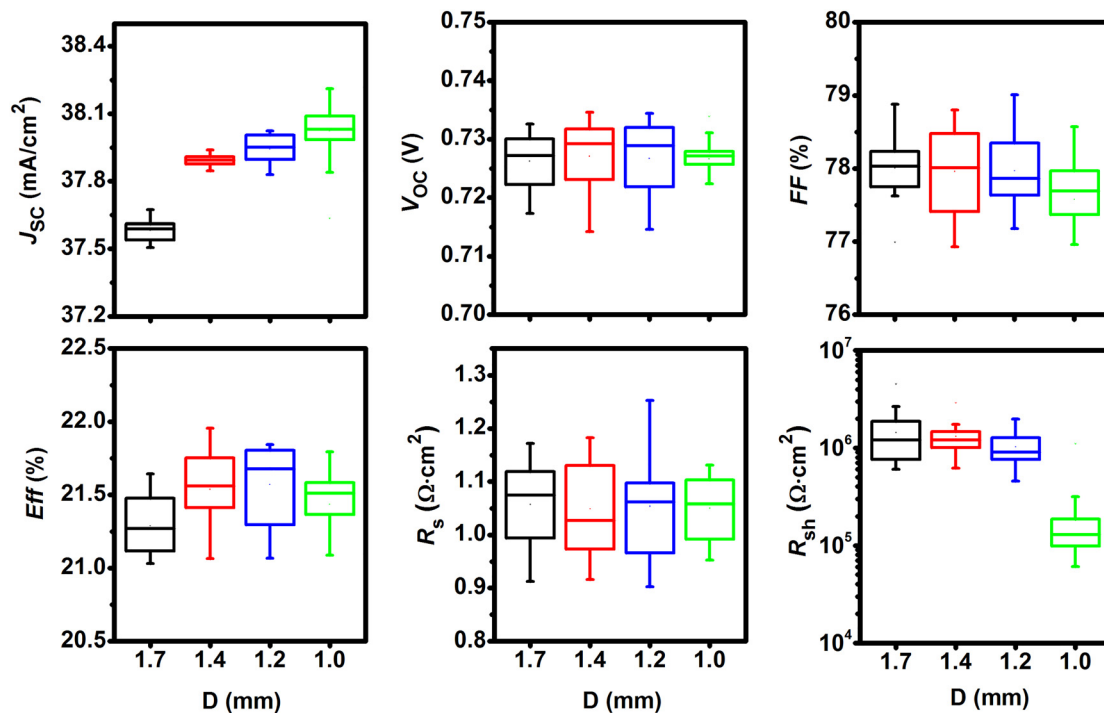 J_SC (mA/cm²)
38.4
38.1
37.8
37.5
37.2
V_OC (V)
0.75
0.74
0.73
0.72
0.71
0.70
FF (%)
80
79
78
77
76
Eff (%)
22.5
22.0
21.5
21.0
20.5
1.7 1.4 1.2 1.0
D (mm)
R_s (Ω·cm²)
1.3
1.2
1.1
1.0
0.9
0.8
1.7 1.4 1.2 1.0
D (mm)
R_sh (Ω·cm²)
10⁷
10⁶
10⁵
10⁴
1.7 1.4 1.2 1.0
D (mm)